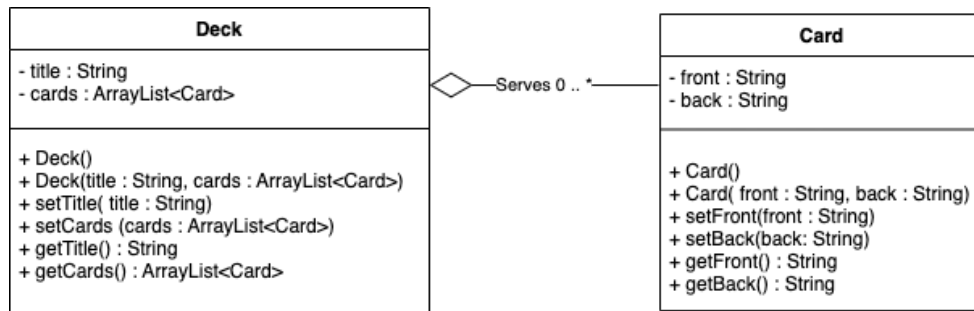 Deck
- title : String
- cards : ArrayList<Card>
+ Deck()
+ Deck(title : String, cards : ArrayList<Card>)
+ setTitle( title : String)
+ setCards (cards : ArrayList<Card>)
+ getTitle() : String
+ getCards() : ArrayList<Card>
Serves 0 .. *
Card
- front : String
- back : String
+ Card()
+ Card( front : String, back : String)
+ setFront(front : String)
+ setBack(back: String)
+ getFront() : String
+ getBack() : String